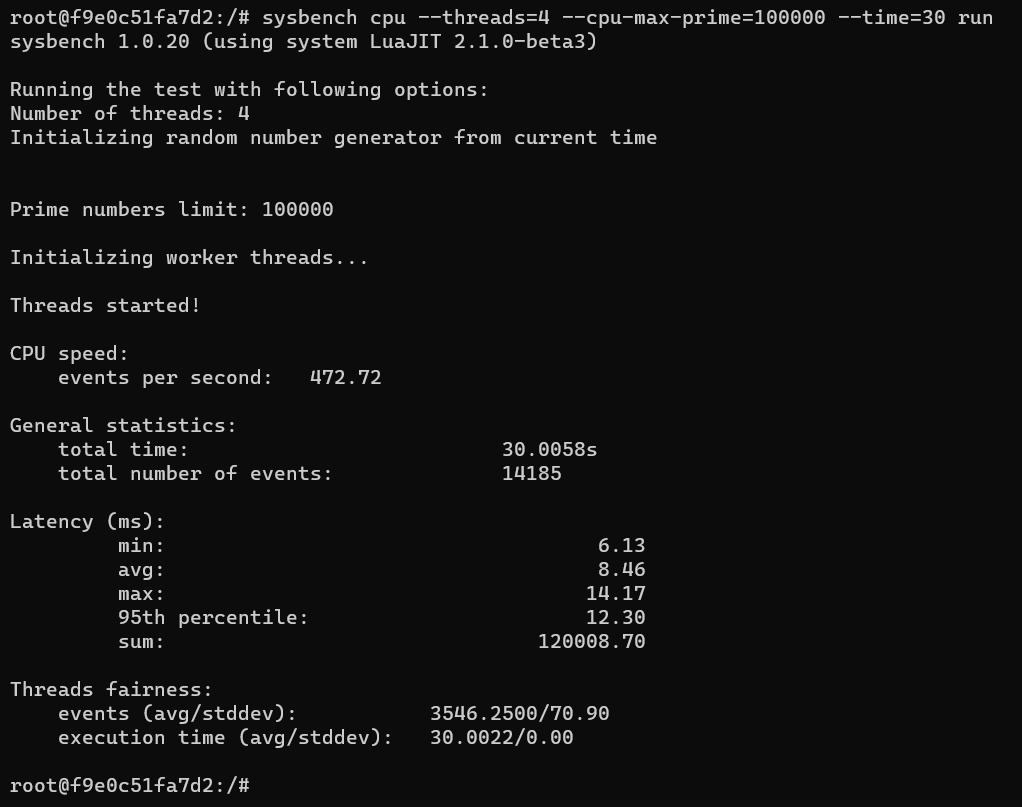 root@f9e0c51fa7d2:/# sysbench cpu --threads=4 --cpu-max-prime=100000 --time=30 run
sysbench 1.0.20 (using system LuaJIT 2.1.0-beta3)
Running the test with following options:
Number of threads: 4
Initializing random number generator from current time
Prime numbers limit: 100000
Initializing worker threads...
Threads started!
CPU speed:
events per second: 472.72
General statistics:
total time: 30.0058s
total number of events: 14185
Latency (ms):
min: 6.13
avg: 8.46
max: 14.17
95th percentile: 12.30
sum: 120008.70
Threads fairness:
events (avg/stddev): 3546.2500/70.90
execution time (avg/stddev): 30.0022/0.00
root@f9e0c51fa7d2:/#